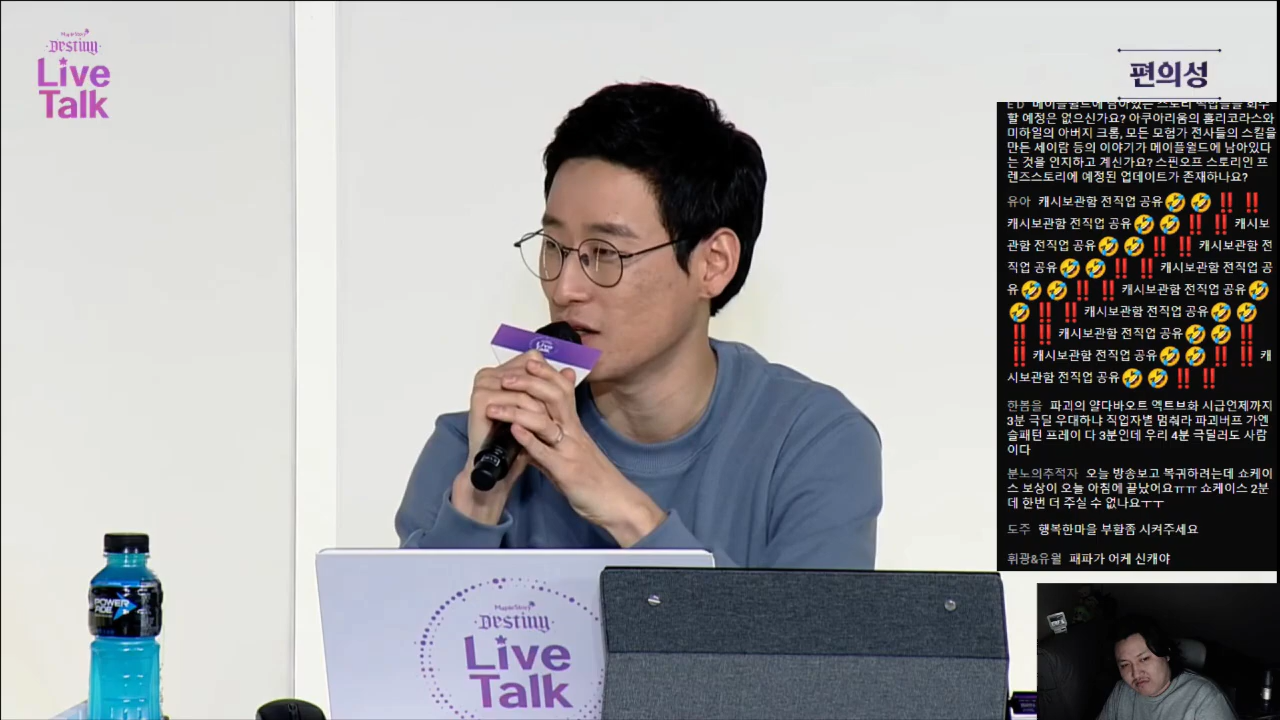 MapleStory
DESTINY
Live
Talk
편의성
할 예정은 없으신가요? 아쿠아리움의 홀리코라스와
미하일의 아버지 크롬, 모든 모험가 전사들의 스킬을
만든 세이람 등의 이야기가 메이플월드에 남아있다
는 것을 인지하고 계신가요? 스핀오프 스토리인 프
렌즈스토리에 예정된 업데이트가 존재하나요?
유아 캐시보관함 전직업 공유🤣🤣‼️‼️
캐시보관함 전직업 공유🤣🤣‼️‼️ 캐시보
관함 전직업 공유🤣🤣‼️‼️ 캐시보관함 전
직업 공유🤣🤣‼️‼️ 캐시보관함 전직업 공
유🤣🤣‼️‼️ 캐시보관함 전직업 공유🤣
🤣‼️‼️ 캐시보관함 전직업 공유🤣🤣
‼️‼️ 캐시보관함 전직업 공유🤣🤣‼️
‼️ 캐시보관함 전직업 공유🤣🤣‼️‼️ 캐
시보관함 전직업 공유🤣🤣‼️‼️
한봄을 파괴의 얄다바오트 엑트브화 시급언제까지
3분 극딜 우대하냐 직업자별 멈춰라 파괴버프 가엔
슬패턴 프레이 다 3분인데 우리 4분 극딜러도 사람
이다
분노의추적자 오늘 방송보고 복귀하려는데 쇼케이
스 보상이 오늘 아침에 끝났어요ㅠㅠ 쇼케이스 2분
데 한번 더 주실 수 없나요ㅜㅜ
도주 행복한마을 부활좀 시켜주세요
휘광&유월 패파가 어케 신캐야
Live
Talk
POWER
ADE
MapleStory
DESTINY
Live
Talk